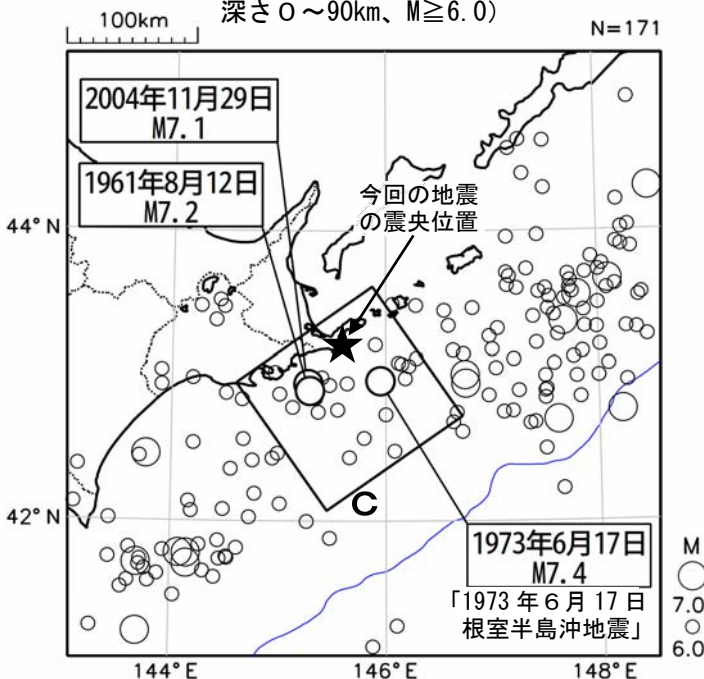 深さ０～90km、M≧6.0)
100km
N=171
2004年11月29日
M7.1
1961年8月12日
M7.2
今回の地震
の震央位置
44°N
C
42°N
1973年6月17日
M7.4
「1973 年６月 17 日
根室半島沖地震」
M
7.0
6.0
144°E
146°E
148°E